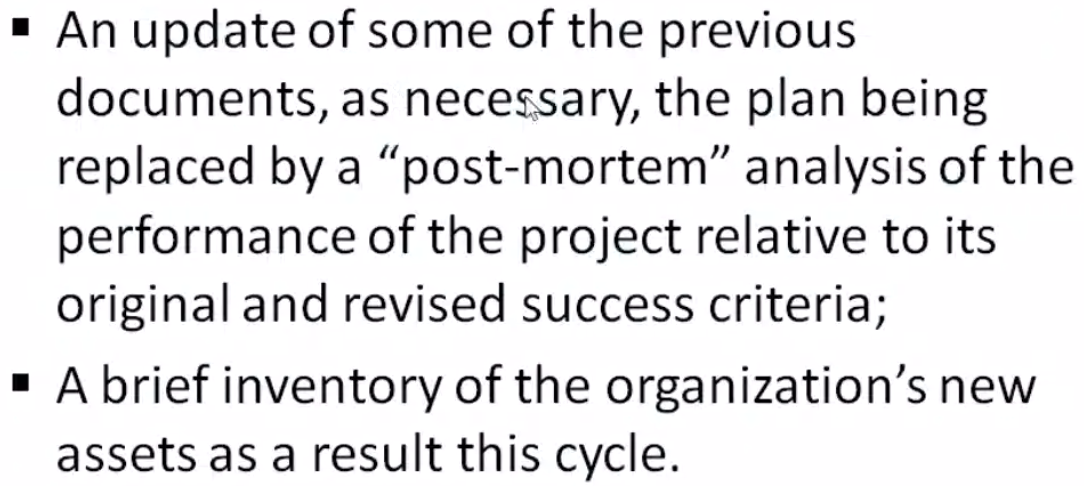 ▪ An update of some of the previous
documents, as necessary, the plan being
replaced by a “post-mortem” analysis of the
performance of the project relative to its
original and revised success criteria;
▪ A brief inventory of the organization’s new
assets as a result this cycle.